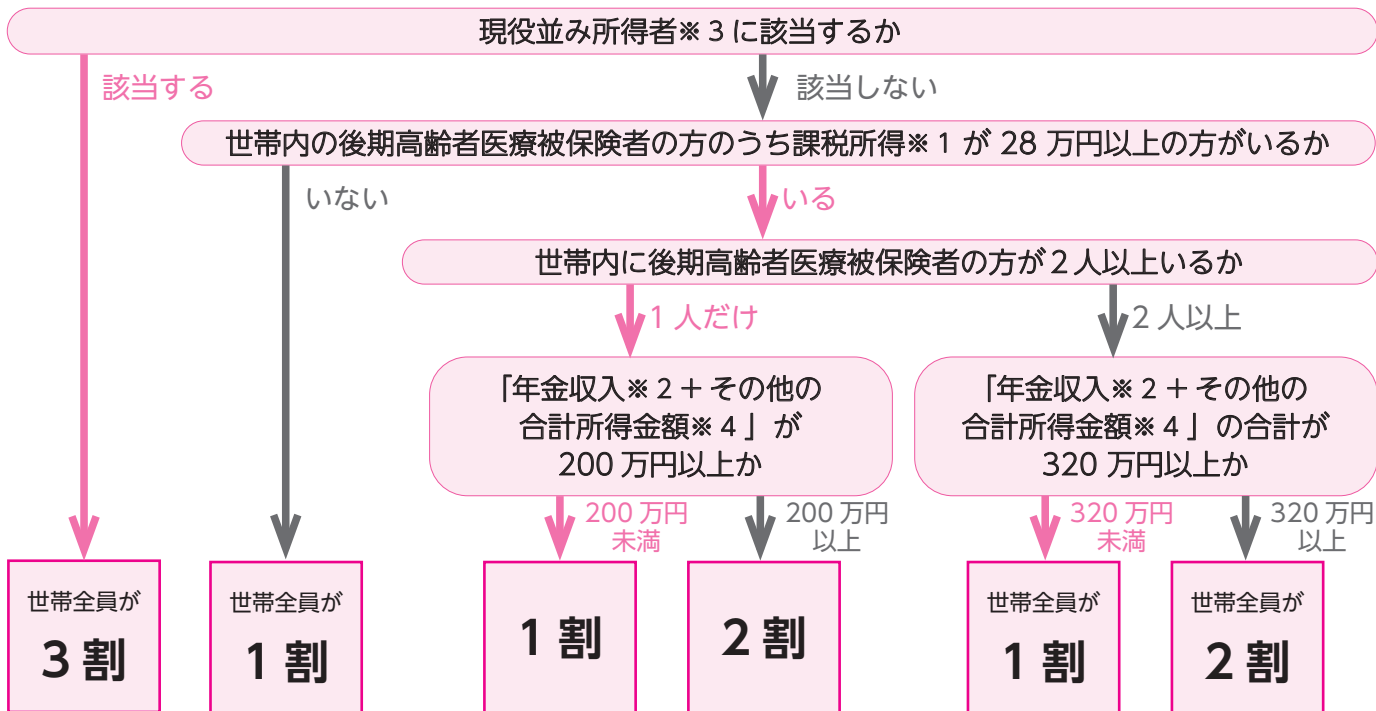 現役並み所得者※3に該当するか
該当する
該当しない
世帯内の後期高齢者医療被保険者の方のうち課税所得※1が 28 万円以上の方がいるか
いない
いる
世帯内に後期高齢者医療被保険者の方が2人以上いるか
1 人だけ
2 人以上
「年金収入※2+その他の
合計所得金額※4」が
200 万円以上か
「年金収入※2+その他の
合計所得金額※4」の合計が
320 万円以上か
200 万円
未満
200 万円
以上
320 万円
未満
320 万円
以上
世帯全員が
3割
世帯全員が
1割
1割
2割
世帯全員が
1割
世帯全員が
2割